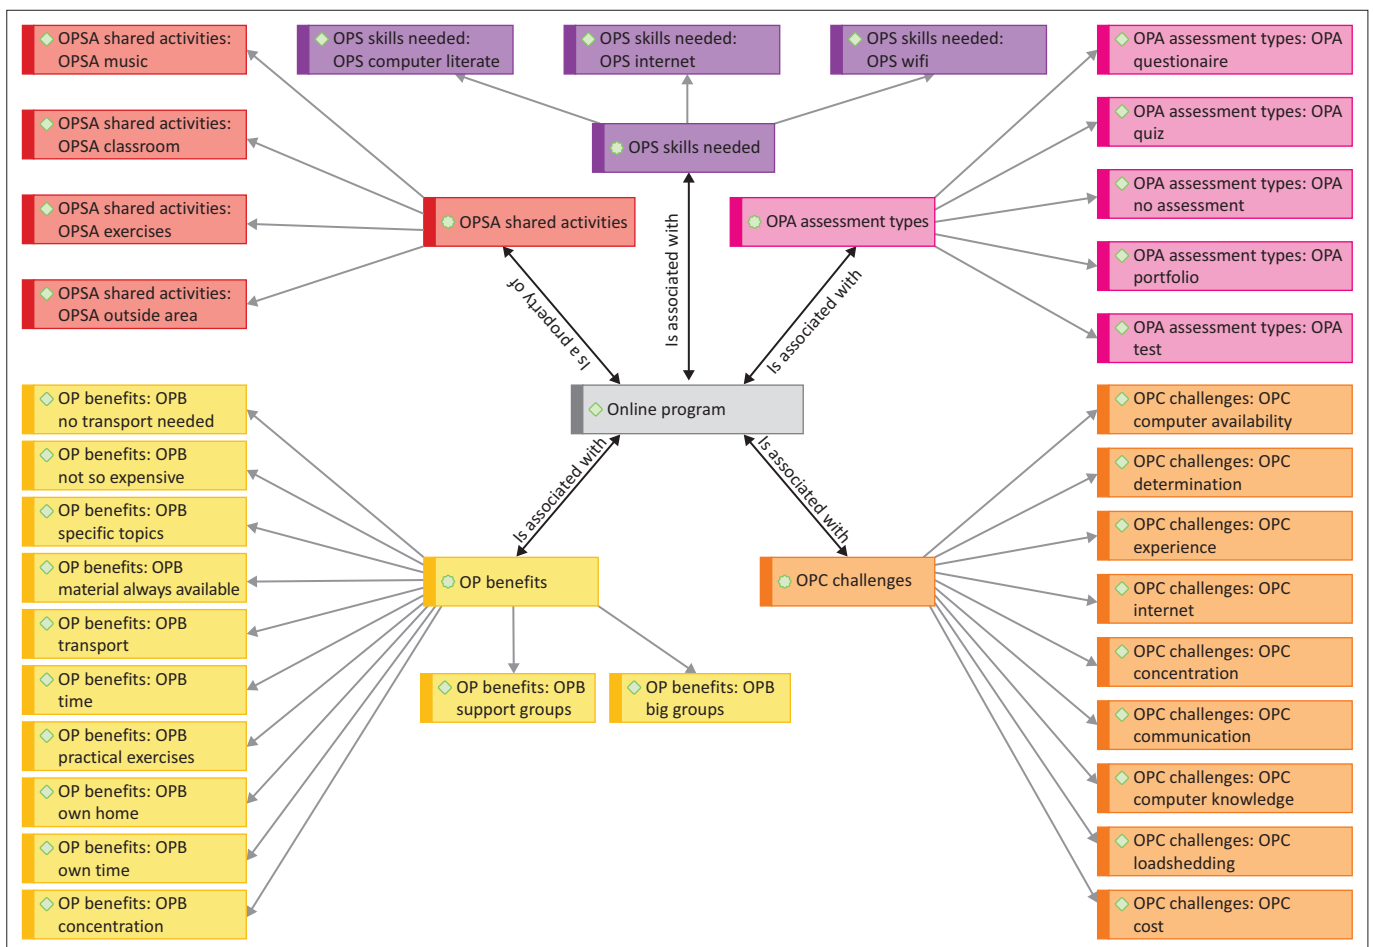 OPSA shared activities:
OPSA music
OPS skills needed:
OPS computer literate
OPS skills needed:
OPS internet
OPS skills needed:
OPS wifi
OPA assessment types: OPA
questionaire
OPSA shared activities:
OPSA classroom
OPS skills needed
OPA assessment types: OPA
quiz
OPSA shared activities:
OPSA exercises
OPSA shared activities
OPA assessment types
OPA assessment types: OPA
no assessment
OPSA shared activities:
OPSA outside area
OPA assessment types: OPA
portfolio
OPA assessment types: OPA
test
Is a property of
Is associated with
Is associated with
Online program
Is associated with
Is associated with
OP benefits: OPB
no transport needed
OP benefits: OPB
not so expensive
OP benefits: OPB
specific topics
OP benefits: OPB
material always available
OP benefits: OPB
transport
OP benefits: OPB
time
OP benefits: OPB
practical exercises
OP benefits: OPB
own home
OP benefits: OPB
own time
OP benefits: OPB
concentration
OP benefits
OP benefits: OPB
support groups
OP benefits: OPB
big groups
OPC challenges
OPC challenges: OPC
computer availability
OPC challenges: OPC
determination
OPC challenges: OPC
experience
OPC challenges: OPC
internet
OPC challenges: OPC
concentration
OPC challenges: OPC
communication
OPC challenges: OPC
computer knowledge
OPC challenges: OPC
loadshedding
OPC challenges: OPC
cost